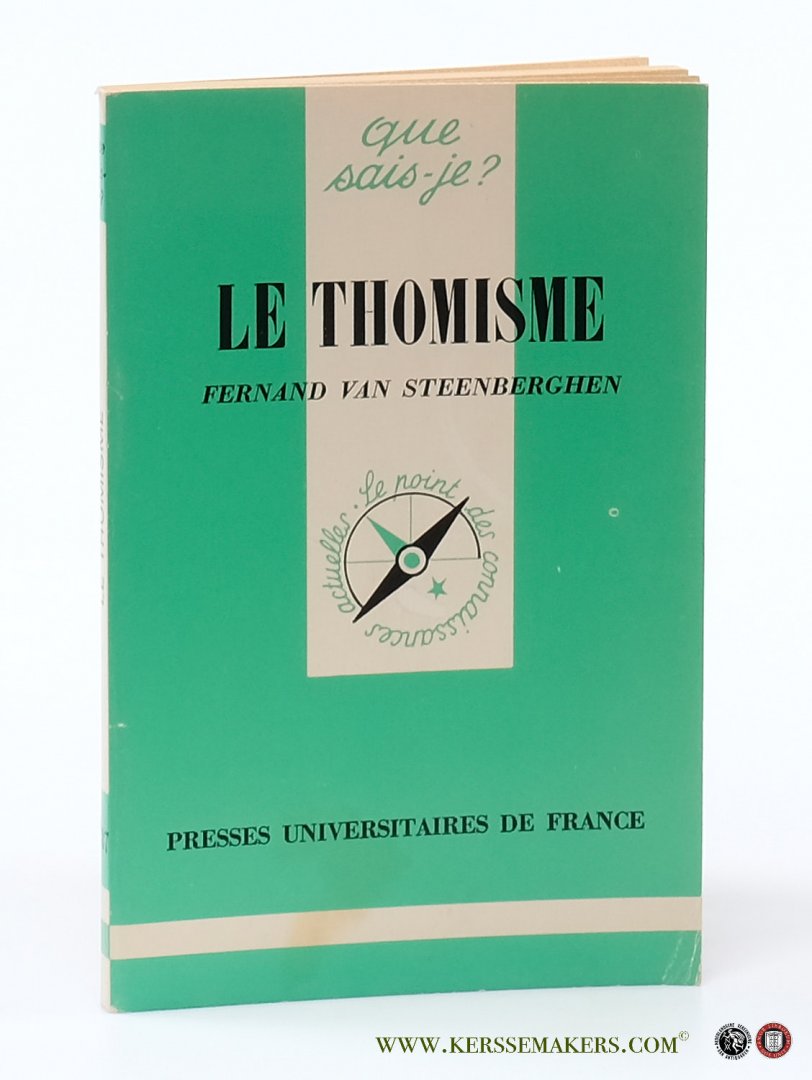 que
sais-je?
LE THOMISME
FERNAND VAN STEENBERGHEN
Le point des connaissances actuelles.
PRESSES UNIVERSITAIRES DE FRANCE
WWW.KERSSEMAKERS.COM©